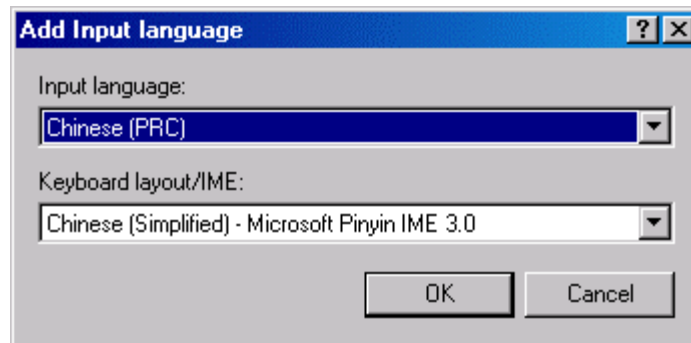 Add Input language
Input language:
Chinese (PRC)
Keyboard layout/IME:
Chinese (Simplified) - Microsoft Pinyin IME 3.0
OK Cancel